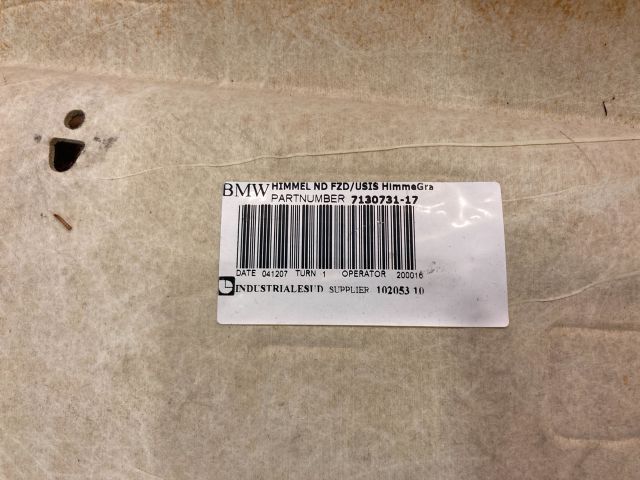 BMW HIMMEL ND FZD/USIS HimmeGra
PARTNUMBER 7130731-17
DATE 041207 TURN 1 OPERATOR 200016
INDUSTRIALESUD SUPPLIER 102053 10